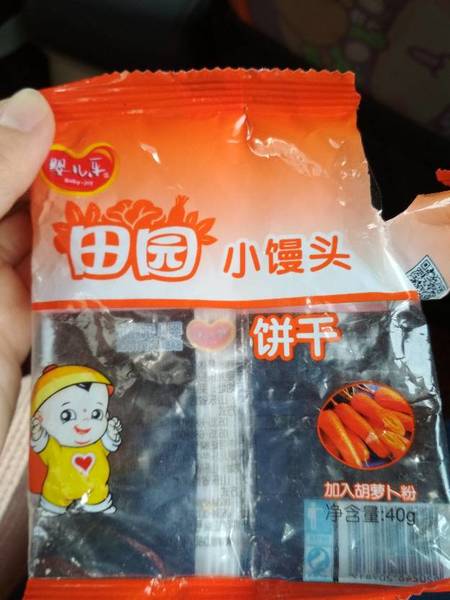 婴儿乐
Baby-joy
田园
小馒头
饼干
加入胡萝卜粉
净含量:40g